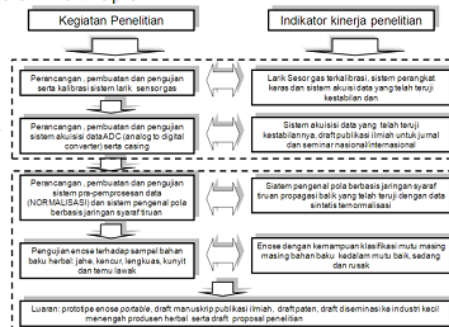 Kegiatan Penelitian
Indikator kinerja penelitian
Perancangan , pembuatan dan pengujian
serta kalibrasi sistem larik sensor gas
Larik Sesor gas terkalibrasi, sistem perangkat
keras dan sistem akuisi data yang telah teruji
kestabilan dan
Perancangan , pembuatan dan pengujian
sistem akuisisi data ADC (analog to digital
converter) serta casing
Sistem akuisisi data yang telah teruji
kestabilannya, draft publikasi ilmiah untuk jurnal
dan seminar nasional/internasional
Perancangan , pembuatan dan pengujian
sistem pra-pemprosesan data
(NORMALISASI) dan sistem pengenal pola
berbasis jaringan syaraf tiruan
Siatem pengenal pola berbasis jaringan syaraf
tiruan propagasi balik yang telah teruji dengan data
sintetis ternormalisasi
Pengujian enose terhadap sampel bahan
baku herbal: jahe, kencur, lengkuas, kunyit
dan temu lawak
Enose dengan kemampuan klasifikasi mutu masing
masing bahan baku kedalam mutu baik, sedang
dan rusak
Luaran: prototipe enose portable, draft manuskrip publikasi ilmiah, draft paten, draft diseminasi ke industri kecil
menengah produsen herbal serta draft proposal penelitian